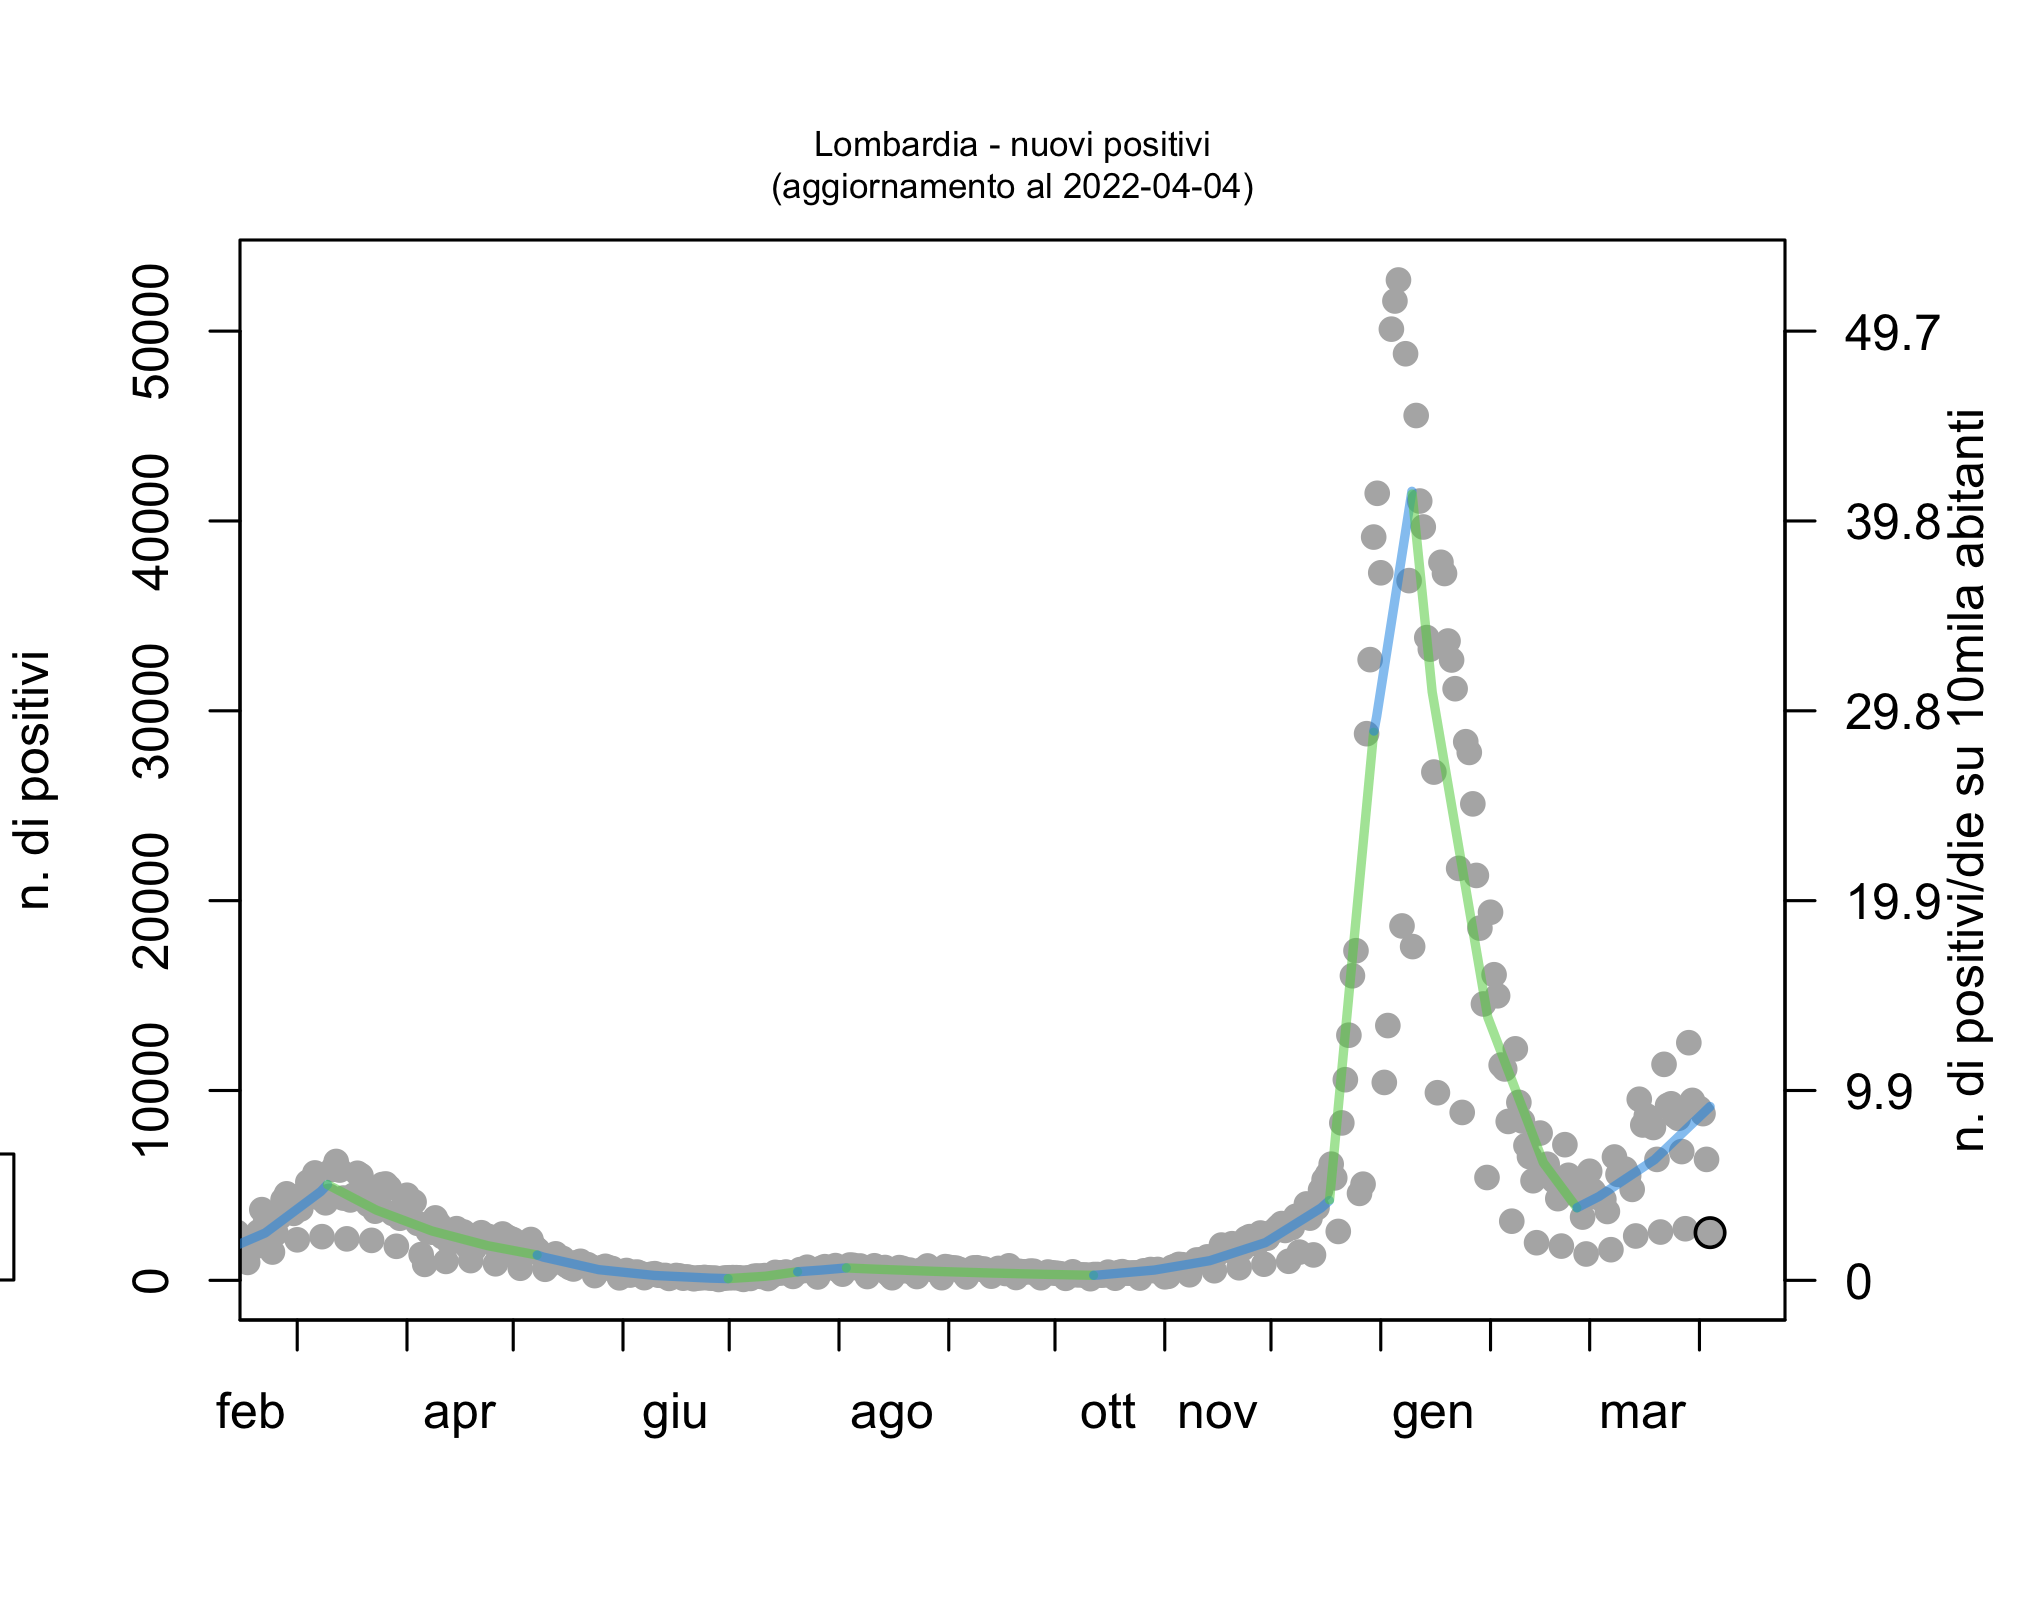 Lombardia - nuovi positivi
(aggiornamento al 2022-04-04)
n. di positivi
50000
40000
30000
20000
10000
0
49.7
39.8
29.8
19.9
9.9
0
n. di positivi/die su 10mila abitanti
feb apr giu ago ott nov gen mar